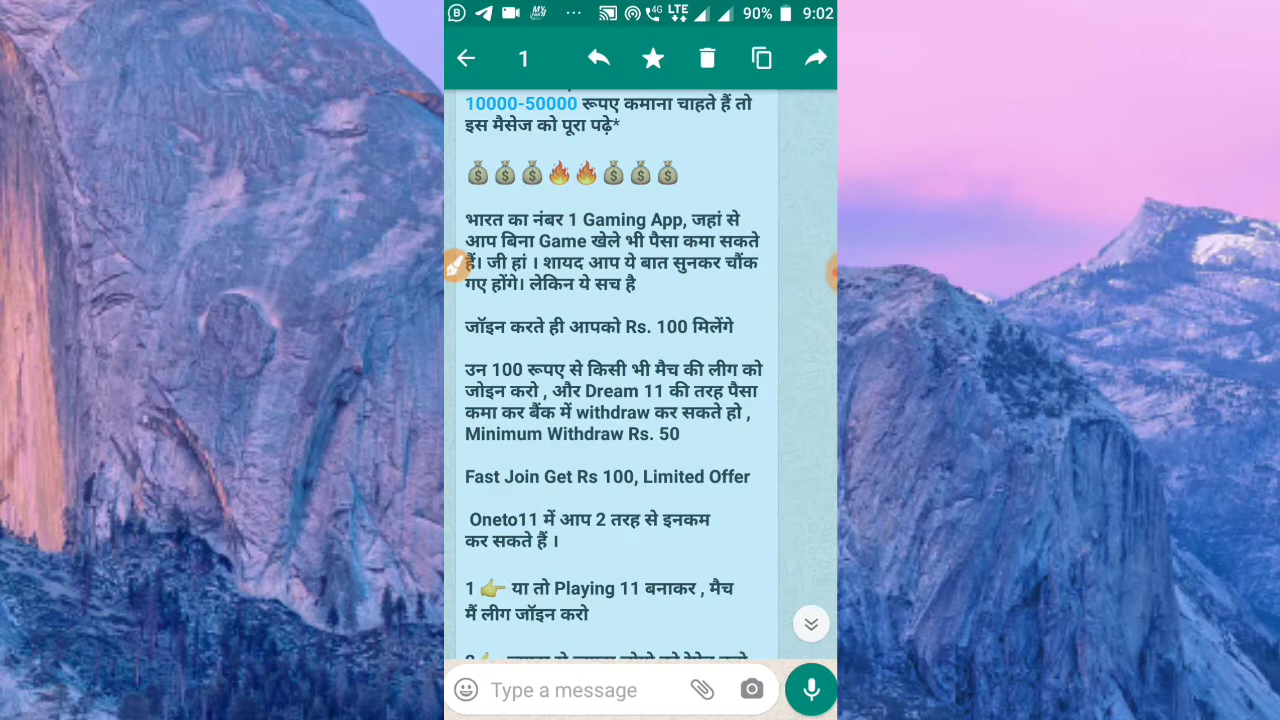 LTE
4G
90%
9:02
1
10000-50000 रूपए कमाना चाहते हैं तो
इस मैसेज को पूरा पढ़े*
भारत का नंबर 1 Gaming App, जहां से
आप बिना Game खेले भी पैसा कमा सकते
हैं। जी हां । शायद आप ये बात सुनकर चौंक
गए होंगे। लेकिन ये सच है
जॉइन करते ही आपको Rs. 100 मिलेंगे
उन 100 रूपए से किसी भी मैच की लीग को
जोइन करो , और Dream 11 की तरह पैसा
कमा कर बैंक में withdraw कर सकते हो ,
Minimum Withdraw Rs. 50
Fast Join Get Rs 100, Limited Offer
Oneto11 में आप 2 तरह से इनकम
कर सकते हैं ।
1 👉 या तो Playing 11 बनाकर , मैच
मैं लीग जॉइन करो
Type a message